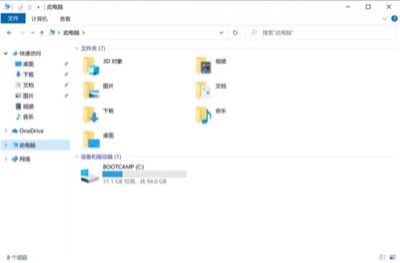 此电脑
文件 计算机 查看
此电脑
搜索"此电脑"
快速访问
桌面
下载
文档
图片
视频
音乐
OneDrive
此电脑
网络
文件夹 (7)
3D 对象
视频
图片
文档
下载
音乐
桌面
设备和驱动器 (1)
BOOTCAMP (C:)
71.1 GB 可用，共 94.0 GB
8 个项目